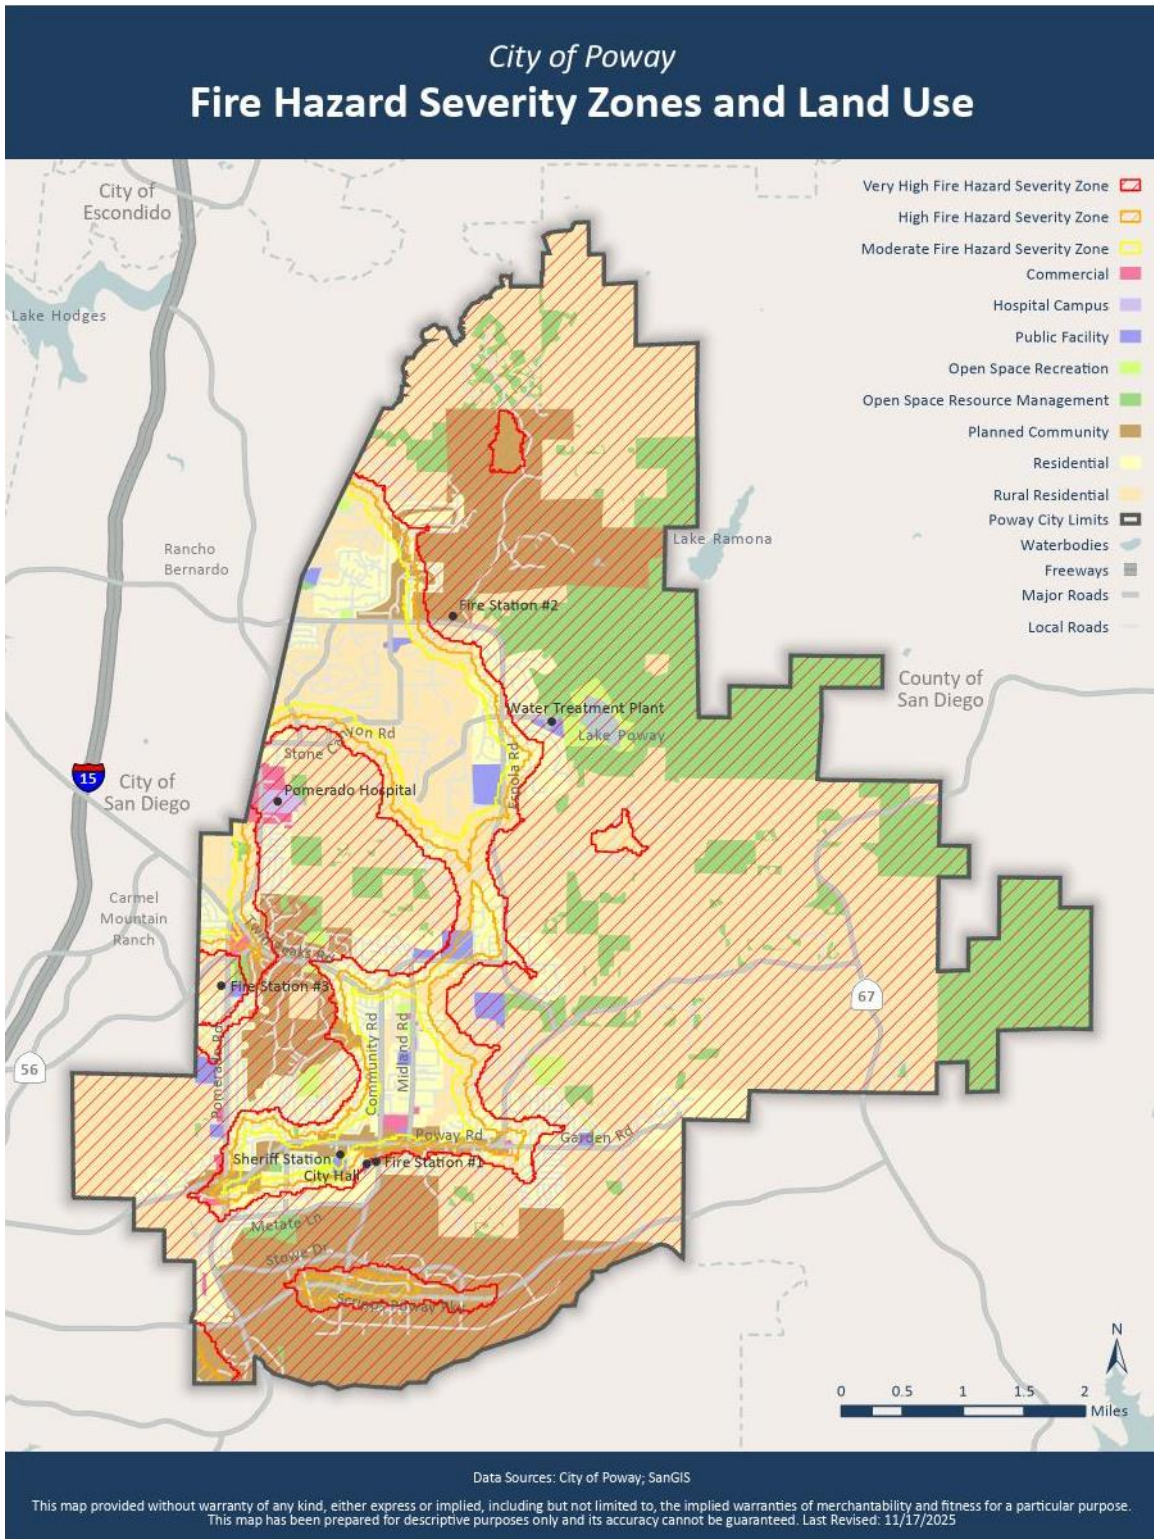 City of Poway
Fire Hazard Severity Zones and Land Use
City of
Escondido
Lake Hodges
Very High Fire Hazard Severity Zone
High Fire Hazard Severity Zone
Moderate Fire Hazard Severity Zone
Commercial
Hospital Campus
Public Facility
Open Space Recreation
Open Space Resource Management
Planned Community
Residential
Rural Residential
Poway City Limits
Waterbodies
Freeways
Major Roads
Local Roads
Rancho
Bernardo
Lake Ramona
Fire Station #2
County of
San Diego
Water Treatment Plant
Lake Poway
Stone Canyon Rd
Espola Rd
15
City of
San Diego
Pomerado Hospital
Carmel
Mountain
Ranch
Twin Peaks Rd
Fire Station #3
67
56
Pomerado Rd
Community Rd
Midland Rd
Poway Rd
Garden Rd
Sheriff Station
City Hall
Fire Station #1
Metate Ln
Stowe Dr
Scripps Poway Pkwy
N
0 0.5 1 1.5 2
Miles
Data Sources: City of Poway; SanGIS
This map provided without warranty of any kind, either express or implied, including but not limited to, the implied warranties of merchantability and fitness for a particular purpose.
This map has been prepared for descriptive purposes only and its accuracy cannot be guaranteed. Last Revised: 11/17/2025